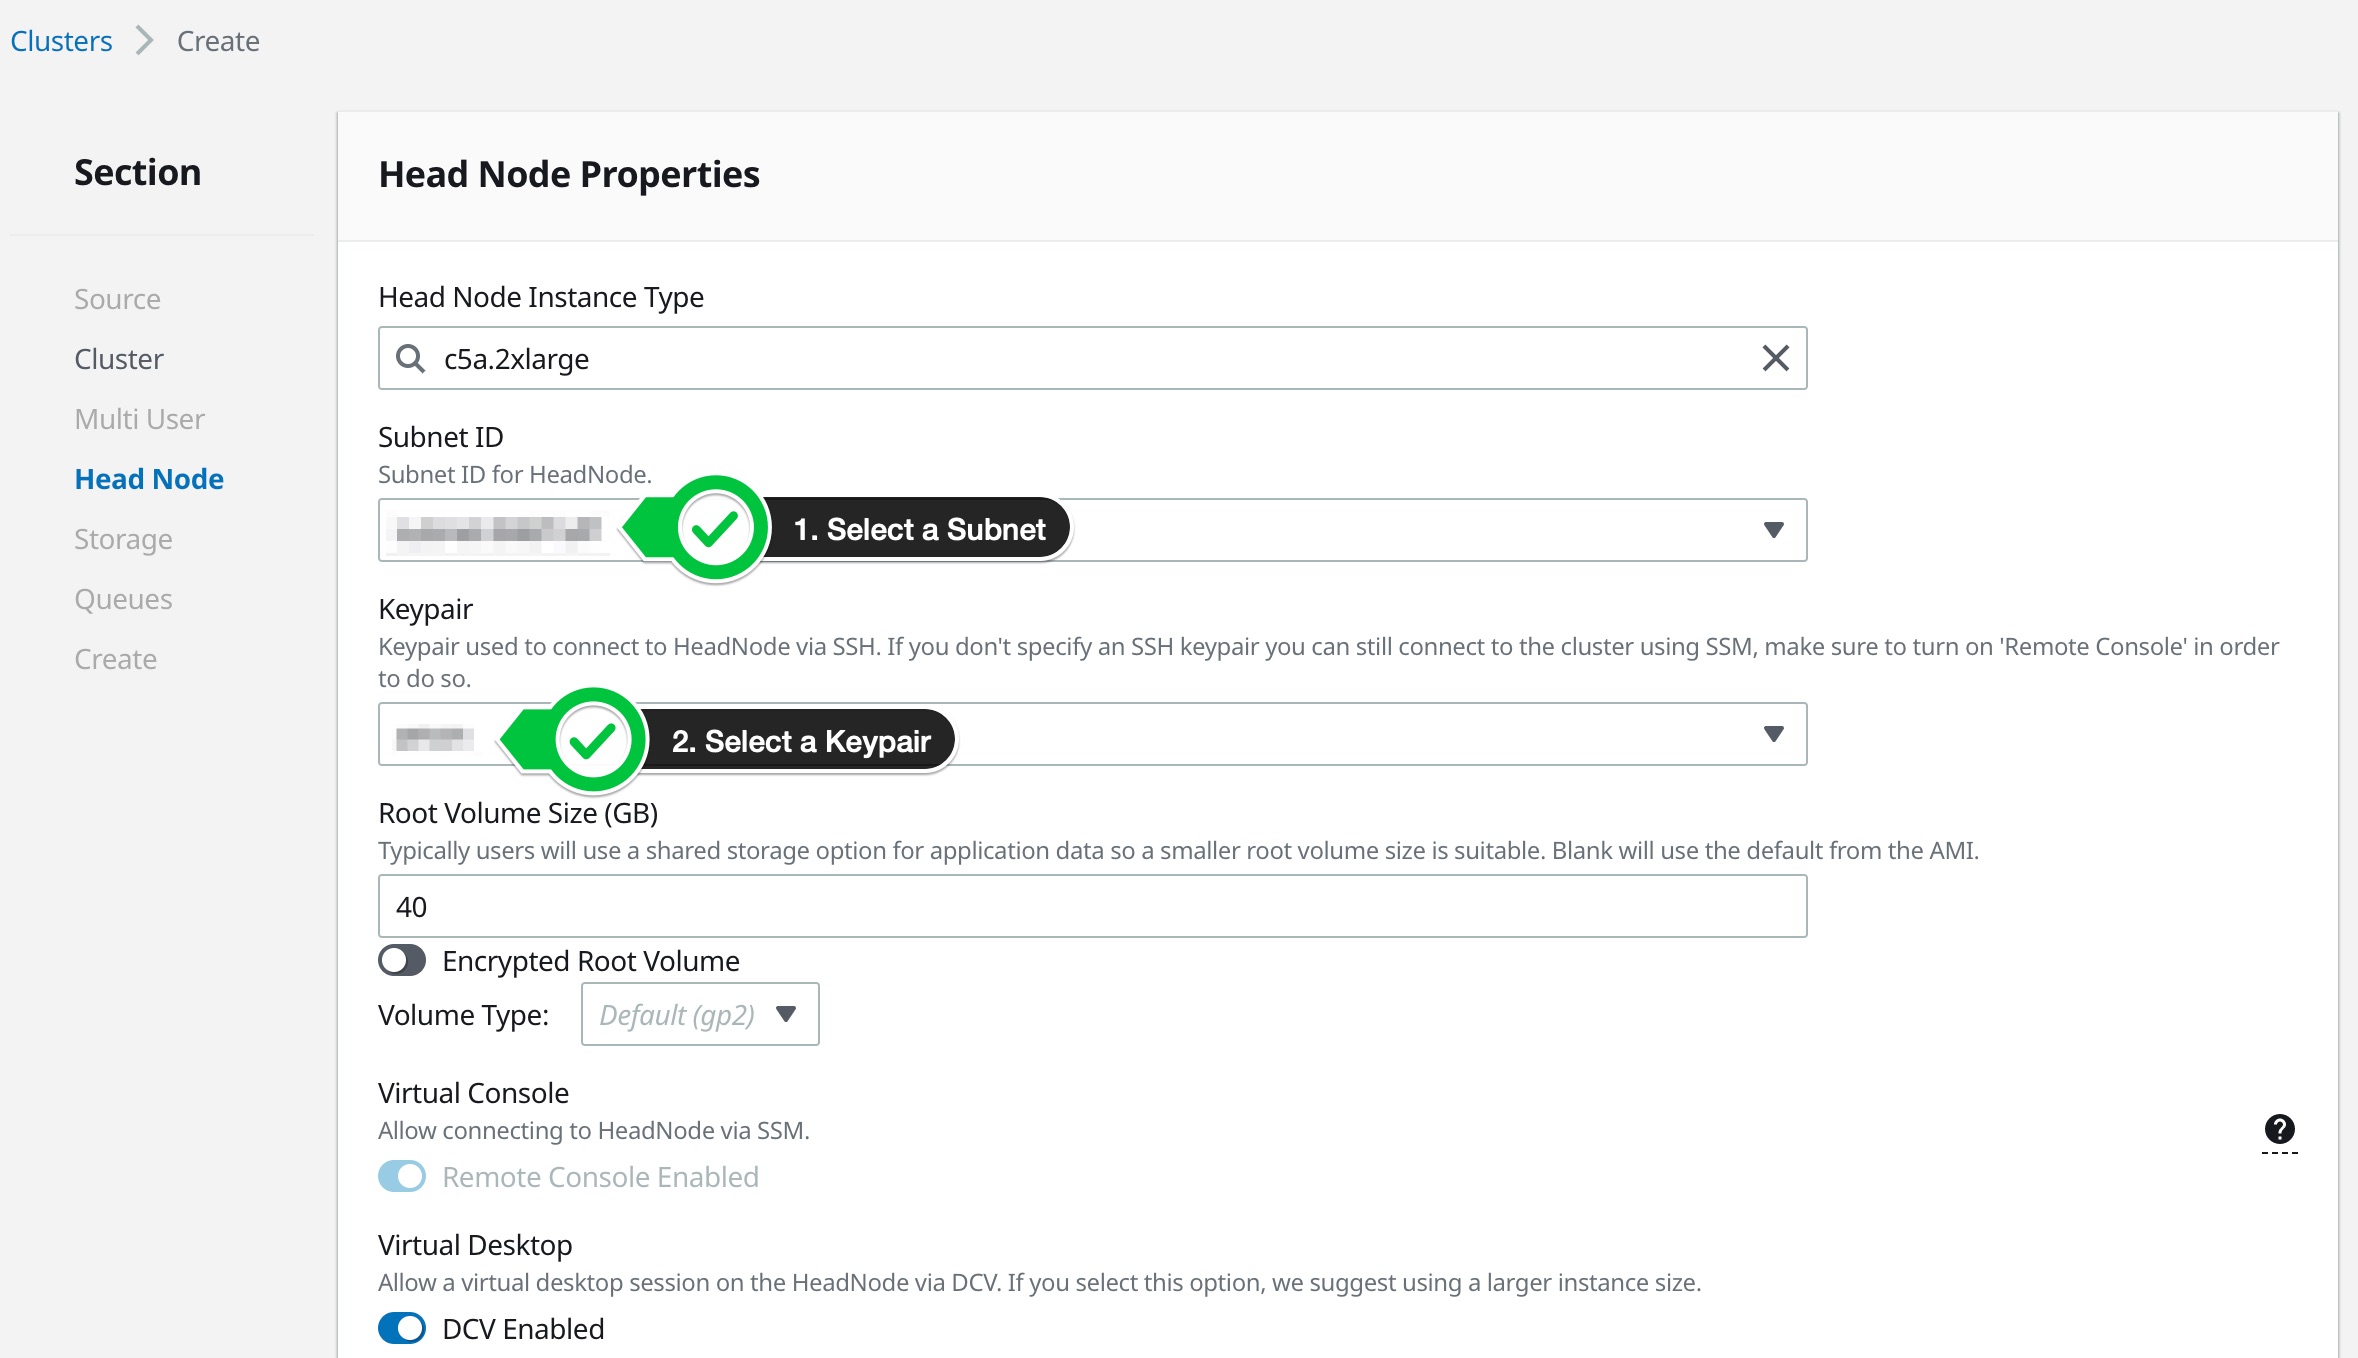 Clusters > Create
Section
Source
Cluster
Multi User
Head Node
Storage
Queues
Create
Head Node Properties
Head Node Instance Type
c5a.2xlarge
Subnet ID
Subnet ID for HeadNode.
1. Select a Subnet
Keypair
Keypair used to connect to HeadNode via SSH. If you don't specify an SSH keypair you can still connect to the cluster using SSM, make sure to turn on 'Remote Console' in order
to do so.
2. Select a Keypair
Root Volume Size (GB)
Typically users will use a shared storage option for application data so a smaller root volume size is suitable. Blank will use the default from the AMI.
40
Encrypted Root Volume
Volume Type: Default (gp2)
Virtual Console
Allow connecting to HeadNode via SSM.
?
Remote Console Enabled
Virtual Desktop
Allow a virtual desktop session on the HeadNode via DCV. If you select this option, we suggest using a larger instance size.
DCV Enabled